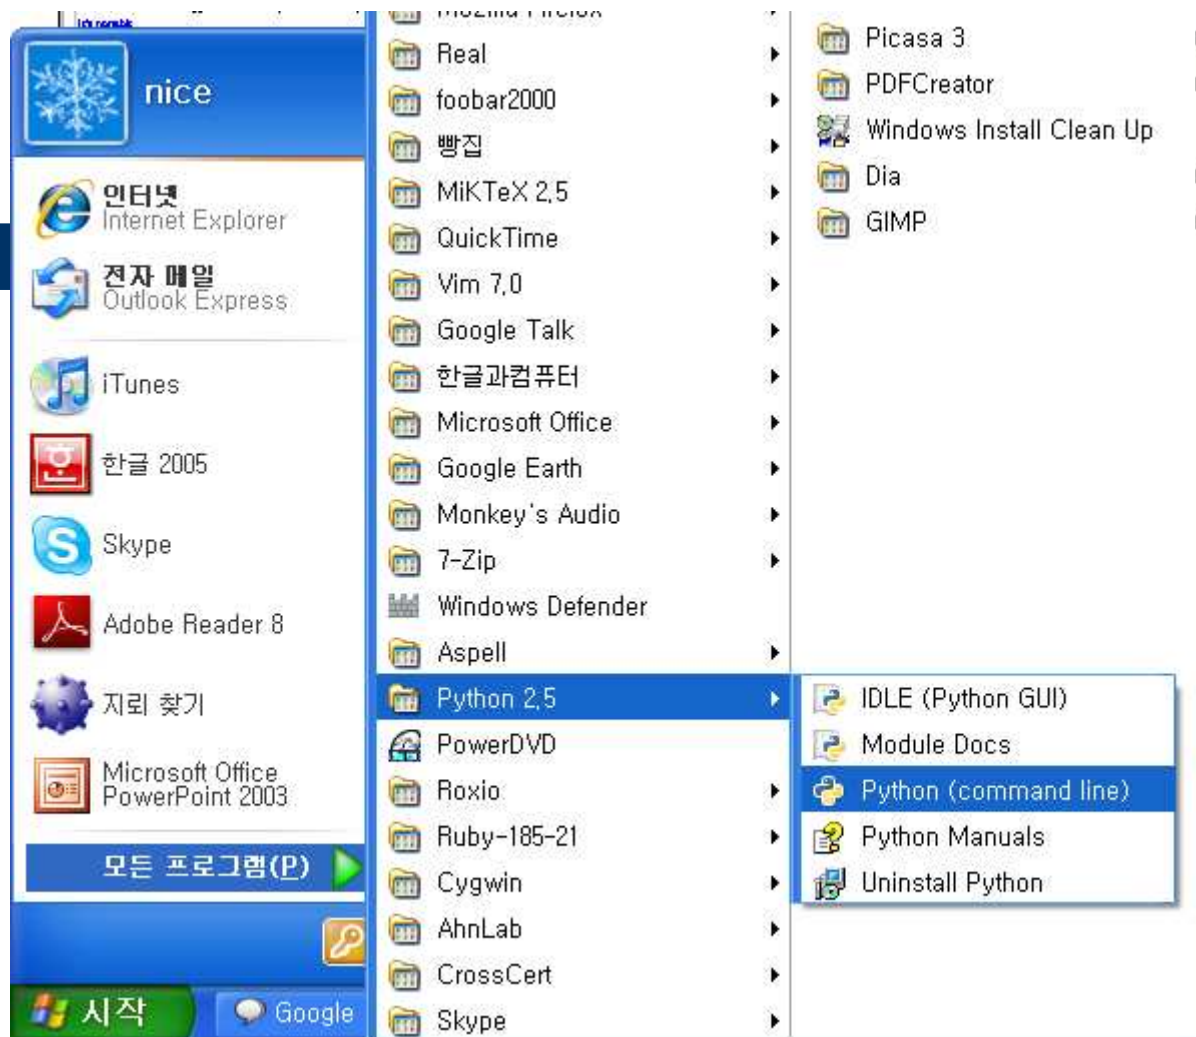 nice
인터넷
Internet Explorer
전자 메일
Outlook Express
iTunes
한글 2005
Skype
Adobe Reader 8
지뢰 찾기
Microsoft Office
PowerPoint 2003
모든 프로그램(P)
시작
Google
Mozilla Firefox
Real
foobar2000
빵집
MiKTeX 2.5
QuickTime
Vim 7.0
Google Talk
한글과컴퓨터
Microsoft Office
Google Earth
Monkey's Audio
7-Zip
Windows Defender
Aspell
Python 2.5
PowerDVD
Roxio
Ruby-185-21
Cygwin
AhnLab
CrossCert
Skype
Picasa 3
PDFCreator
Windows Install Clean Up
Dia
GIMP
IDLE (Python GUI)
Module Docs
Python (command line)
Python Manuals
Uninstall Python